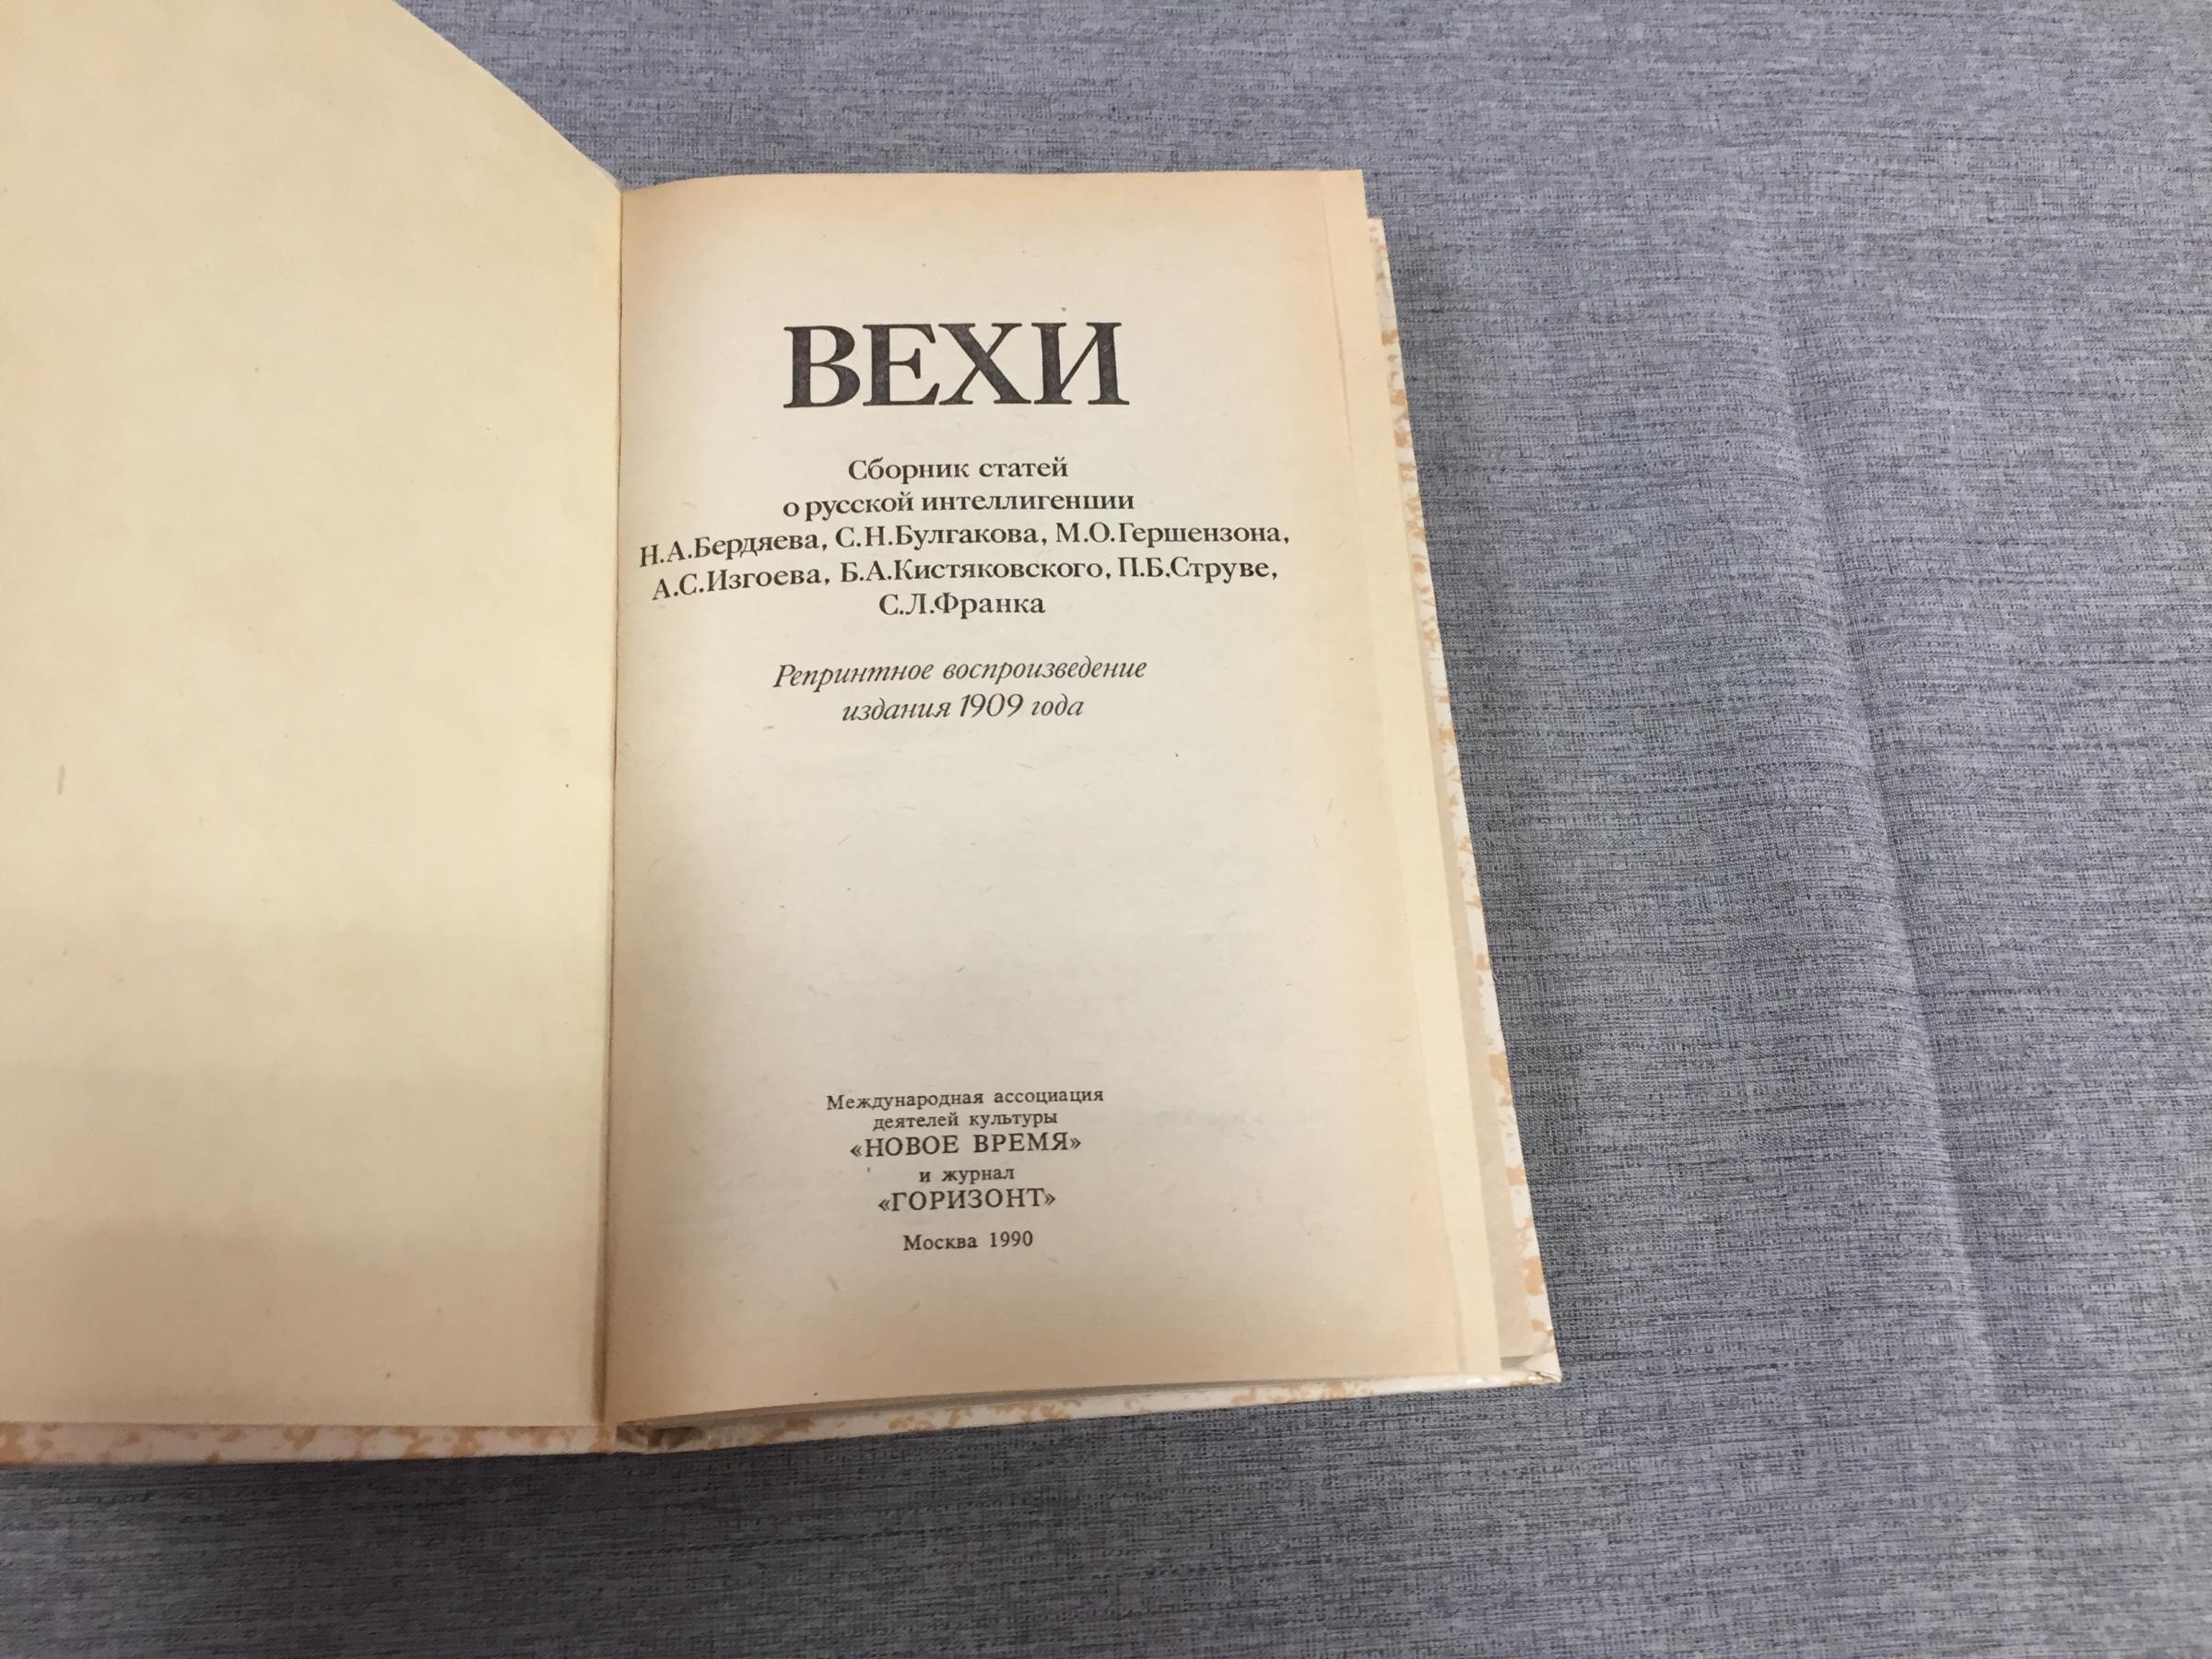 ВЕХИ
Сборник статей
о русской интеллигенции
Н.А.Бердяева, С.Н.Булгакова, М.О.Гершензона,
А.С.Изгоева, Б.А.Кистяковского, П.Б.Струве,
С.Л.Франка
Репринтное воспроизведение
издания 1909 года
Международная ассоциация
деятелей культуры
«НОВОЕ ВРЕМЯ»
и журнал
«ГОРИЗОНТ»
Москва 1990